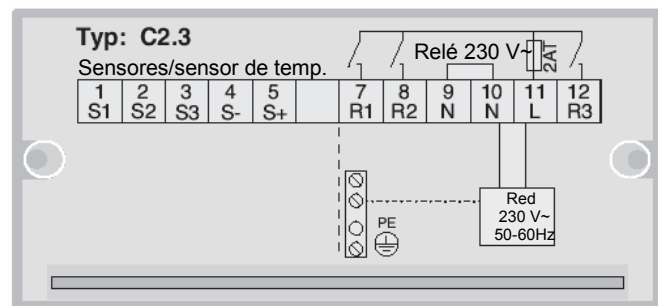 Typ: C2.3
Relé 230 V~
2AT
Sensores/sensor de temp.
1 2 3 4 5 7 8 9 10 11 12
S1 S2 S3 S- S+ R1 R2 N N L R3
PE
Red
230 V~
50-60Hz